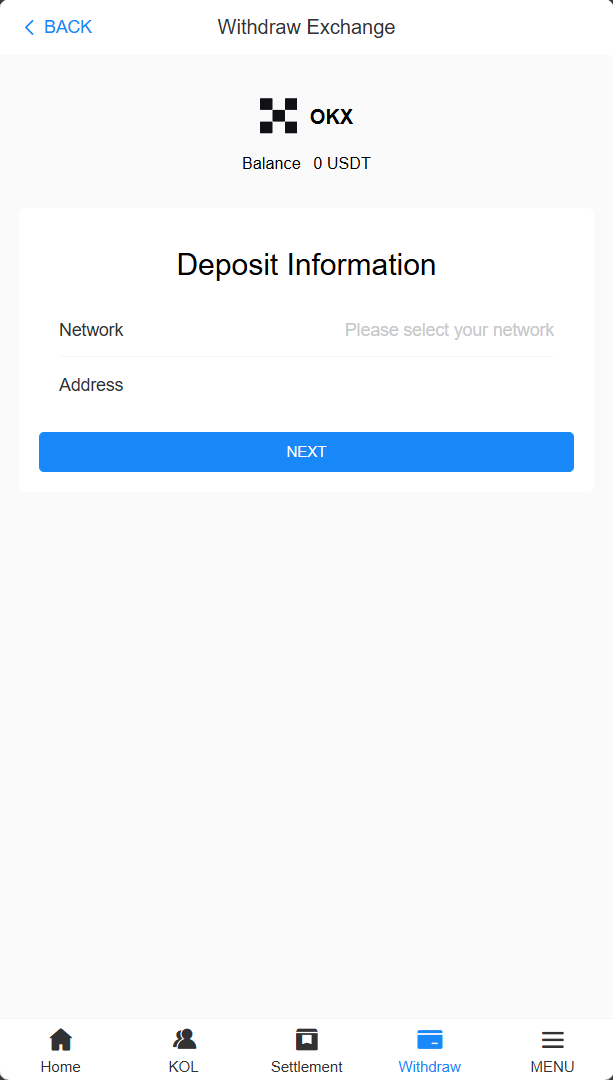 BACK
Withdraw Exchange
OKX
Balance 0 USDT
Deposit Information
Network Please select your network
Address
NEXT
Home KOL Settlement Withdraw MENU